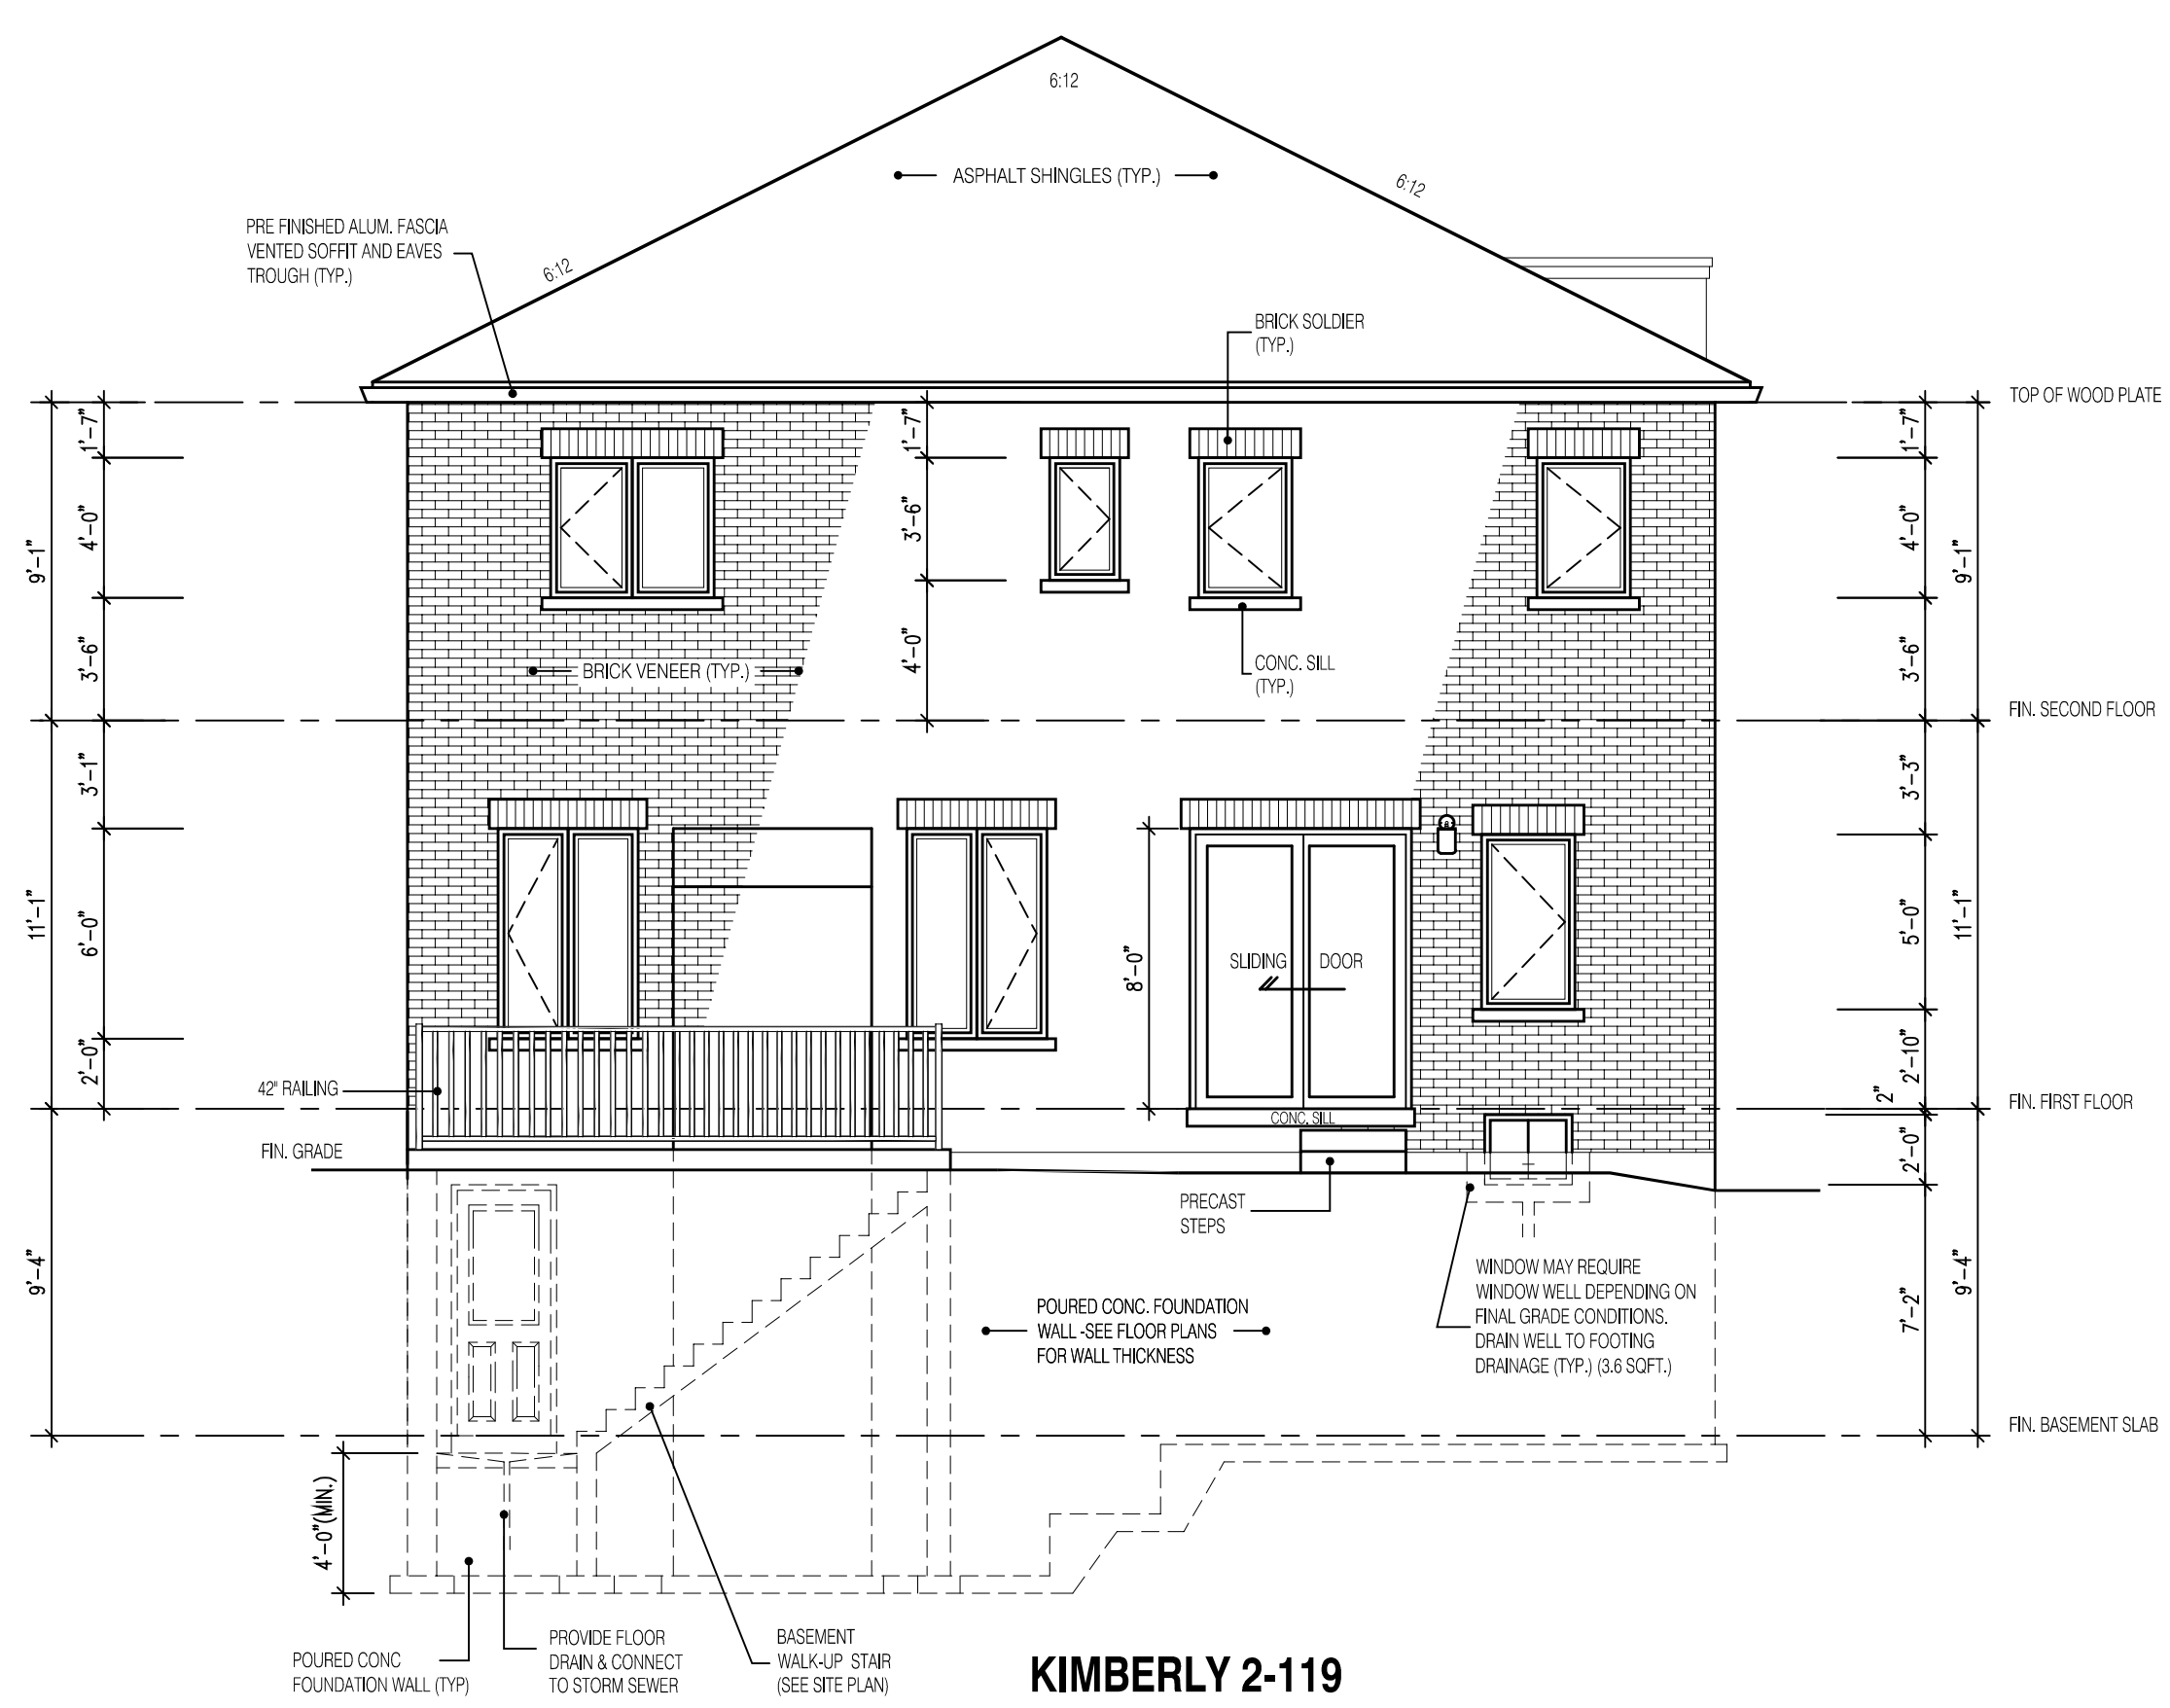 6:12
ASPHALT SHINGLES (TYP.)
6:12
6:12
PRE FINISHED ALUM. FASCIA
VENTED SOFFIT AND EAVES
TROUGH (TYP.)
BRICK SOLDIER
(TYP.)
TOP OF WOOD PLATE
1'-7"
1'-7"
1'-7"
4'-0"
3'-6"
4'-0"
9'-1"
9'-1"
3'-6"
4'-0"
3'-6"
BRICK VENEER (TYP.)
CONC. SILL
(TYP.)
FIN. SECOND FLOOR
3'-1"
3'-3"
11'-1"
6'-0"
8'-0"
SLIDING DOOR
5'-0"
11'-1"
2'-0"
2'-10"
42" RAILING
2"
FIN. FIRST FLOOR
CONC. SILL
FIN. GRADE
2'-0"
PRECAST
STEPS
9'-4"
WINDOW MAY REQUIRE
WINDOW WELL DEPENDING ON
FINAL GRADE CONDITIONS.
DRAIN WELL TO FOOTING
DRAINAGE (TYP.) (3.6 SQFT.)
7'-2"
9'-4"
POURED CONC. FOUNDATION
WALL -SEE FLOOR PLANS
FOR WALL THICKNESS
FIN. BASEMENT SLAB
4'-0"(MIN.)
POURED CONC
FOUNDATION WALL (TYP)
PROVIDE FLOOR
DRAIN & CONNECT
TO STORM SEWER
BASEMENT
WALK-UP STAIR
(SEE SITE PLAN)
KIMBERLY 2-119